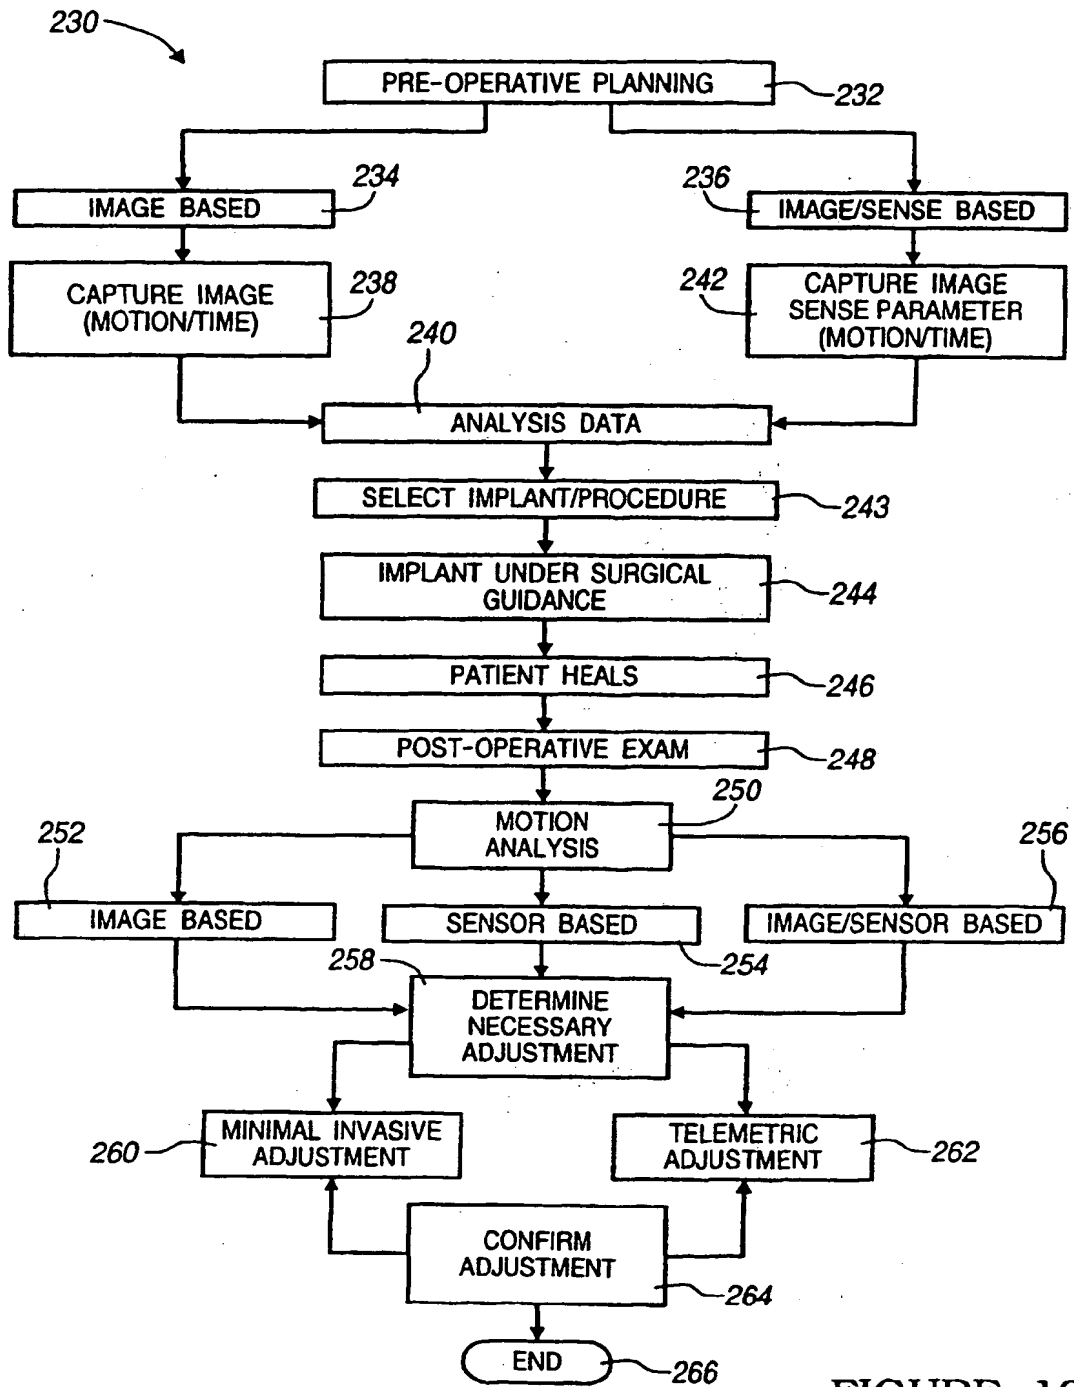 230
PRE-OPERATIVE PLANNING
232
234
236
IMAGE BASED
IMAGE/SENSE BASED
238
242
CAPTURE IMAGE
(MOTION/TIME)
CAPTURE IMAGE
SENSE PARAMETER
(MOTION/TIME)
240
ANALYSIS DATA
SELECT IMPLANT/PROCEDURE
243
IMPLANT UNDER SURGICAL
GUIDANCE
244
PATIENT HEALS
246
POST-OPERATIVE EXAM
248
250
MOTION
ANALYSIS
252
256
IMAGE BASED
SENSOR BASED
IMAGE/SENSOR BASED
254
258
DETERMINE
NECESSARY
ADJUSTMENT
260
MINIMAL INVASIVE
ADJUSTMENT
TELEMETRIC
ADJUSTMENT
262
CONFIRM
ADJUSTMENT
264
END
266